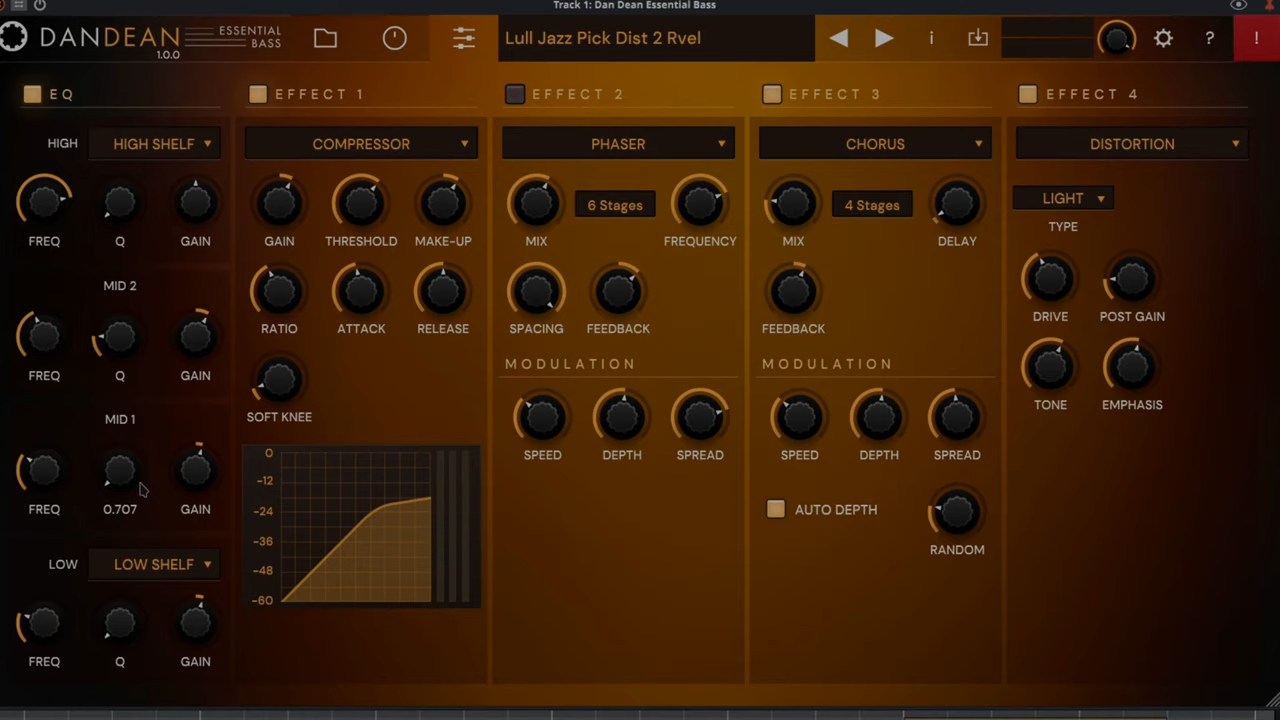 Track 1: Dan Dean Essential Bass
DANDEAN
1.0.0
ESSENTIAL
BASS
Lull Jazz Pick Dist 2 Rvel
i
?
!
EQ
HIGH
HIGH SHELF
FREQ
Q
GAIN
MID 2
FREQ
Q
GAIN
MID 1
FREQ
0.707
GAIN
LOW
LOW SHELF
FREQ
Q
GAIN
EFFECT 1
COMPRESSOR
GAIN
THRESHOLD
MAKE-UP
RATIO
ATTACK
RELEASE
SOFT KNEE
0
-12
-24
-36
-48
-60
EFFECT 2
PHASER
6 Stages
MIX
FREQUENCY
SPACING
FEEDBACK
MODULATION
SPEED
DEPTH
SPREAD
EFFECT 3
CHORUS
4 Stages
MIX
DELAY
FEEDBACK
MODULATION
SPEED
DEPTH
SPREAD
AUTO DEPTH
RANDOM
EFFECT 4
DISTORTION
LIGHT
TYPE
DRIVE
POST GAIN
TONE
EMPHASIS